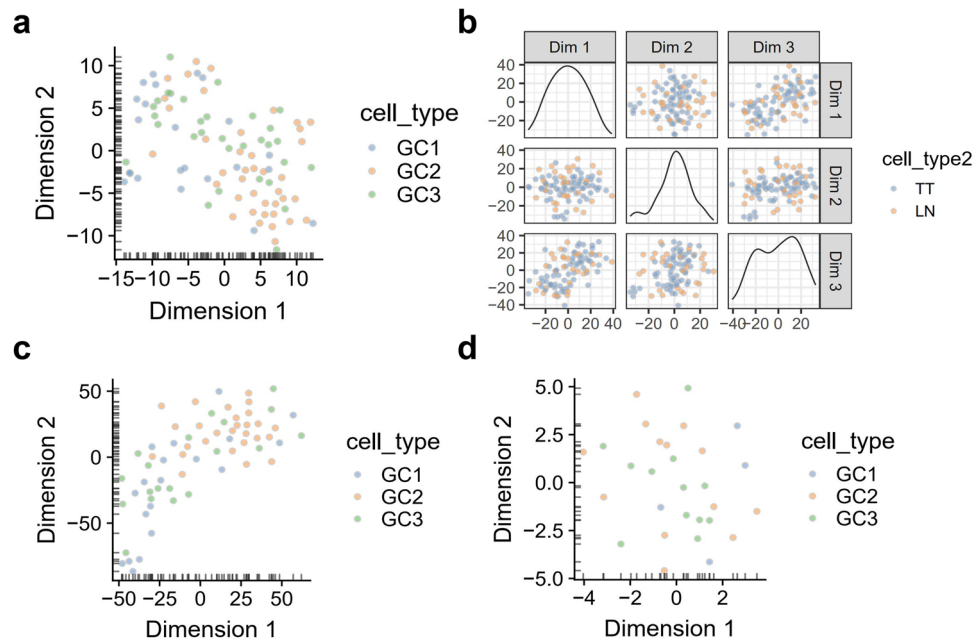 a
10
5
0
−5
−10
−15
−10
−5
0
5
10
Dimension 1
Dimension 2
cell_type
GC1
GC2
GC3
b
Dim 1
Dim 2
Dim 3
40
20
0
−20
Dim 1
40
20
0
−20
Dim 2
40
20
0
−20
−40
Dim 3
−20 0 20 40
−20 0 20
−40 −20 0 20
cell_type2
TT
LN
c
50
0
−50
−50
−25
0
25
50
Dimension 1
Dimension 2
cell_type
GC1
GC2
GC3
d
5.0
2.5
0.0
−2.5
−5.0
−4
−2
0
2
Dimension 1
Dimension 2
cell_type
GC1
GC2
GC3